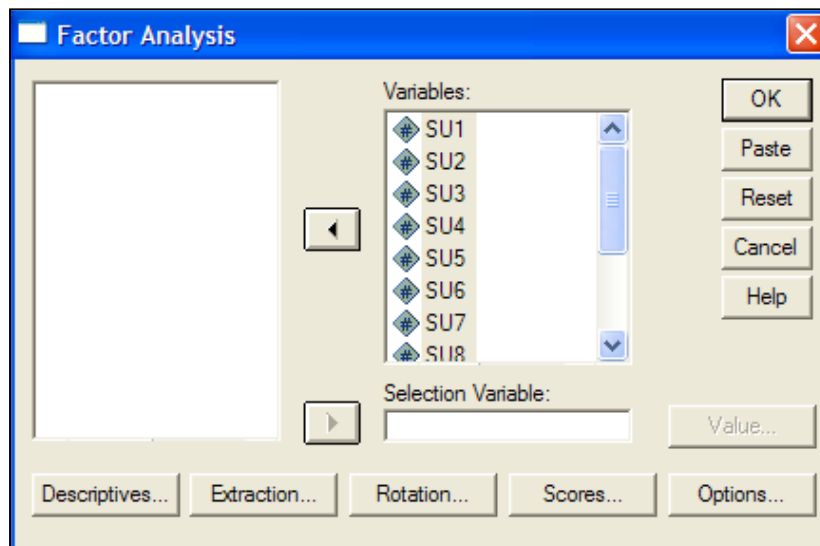 Factor Analysis
Variables:
SU1
SU2
SU3
SU4
SU5
SU6
SU7
SU8
Selection Variable:
OK
Paste
Reset
Cancel
Help
Value...
Descriptives...
Extraction...
Rotation...
Scores...
Options...